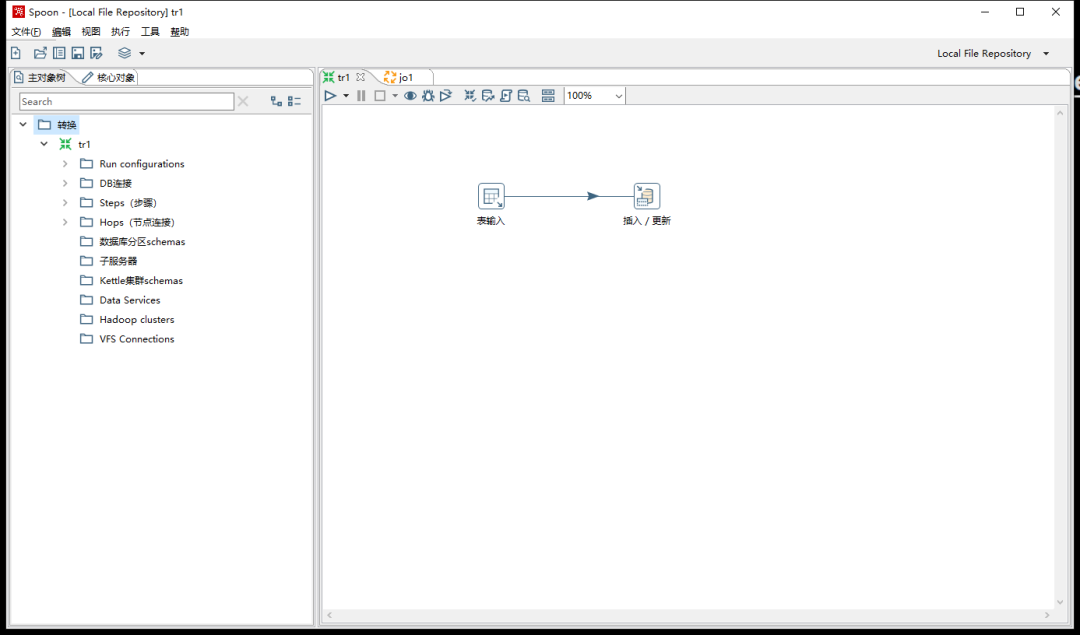 Spoon - [Local File Repository] tr1
文件(F) 编辑 视图 执行 工具 帮助
Local File Repository
主对象树 核心对象
Search
转换
tr1
Run configurations
DB连接
Steps（步骤）
Hops（节点连接）
数据库分区schemas
子服务器
Kettle集群schemas
Data Services
Hadoop clusters
VFS Connections
tr1 jo1
100%
表输入
插入 / 更新